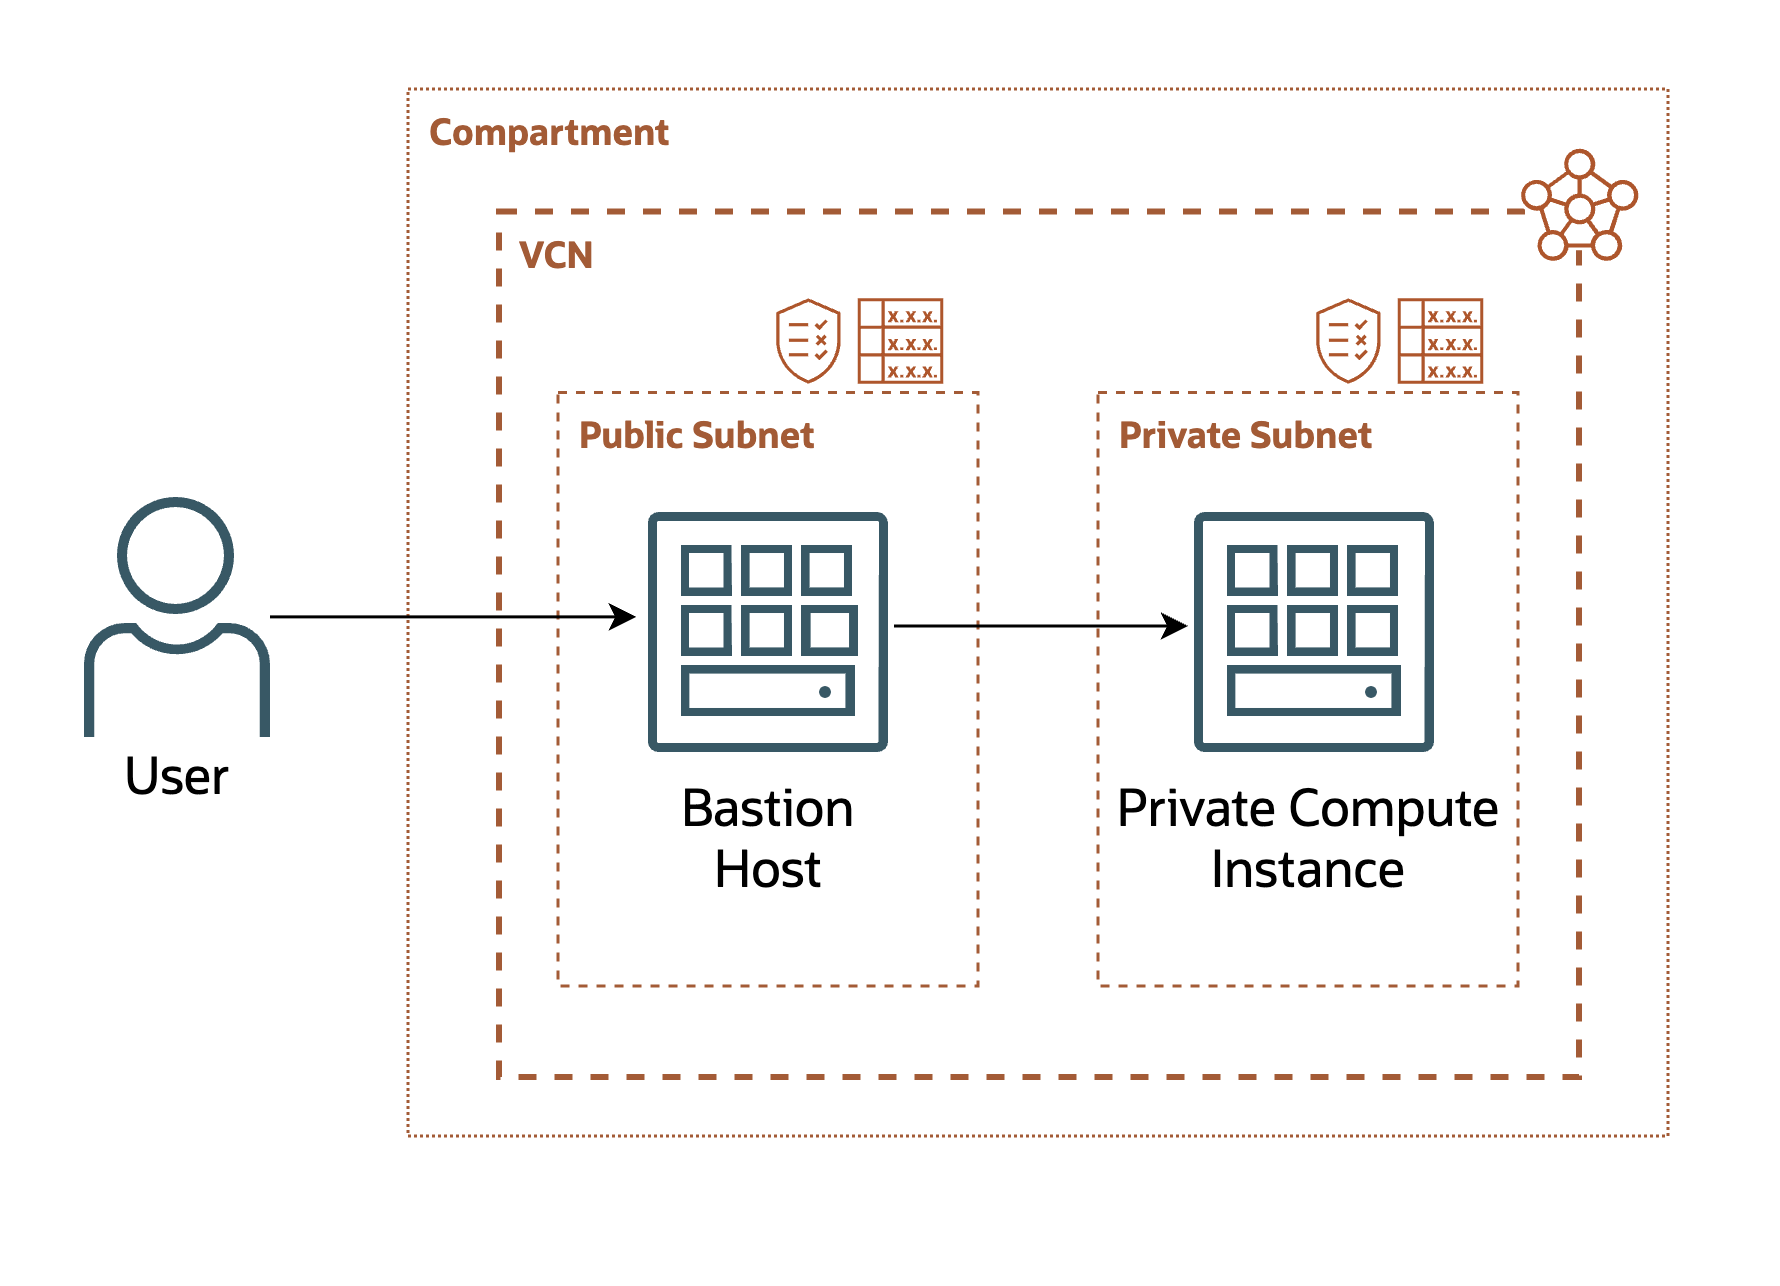 Compartment
VCN
x.x.x.
x.x.x.
x.x.x.
x.x.x.
x.x.x.
x.x.x.
Public Subnet
Private Subnet
User
Bastion
Host
Private Compute
Instance